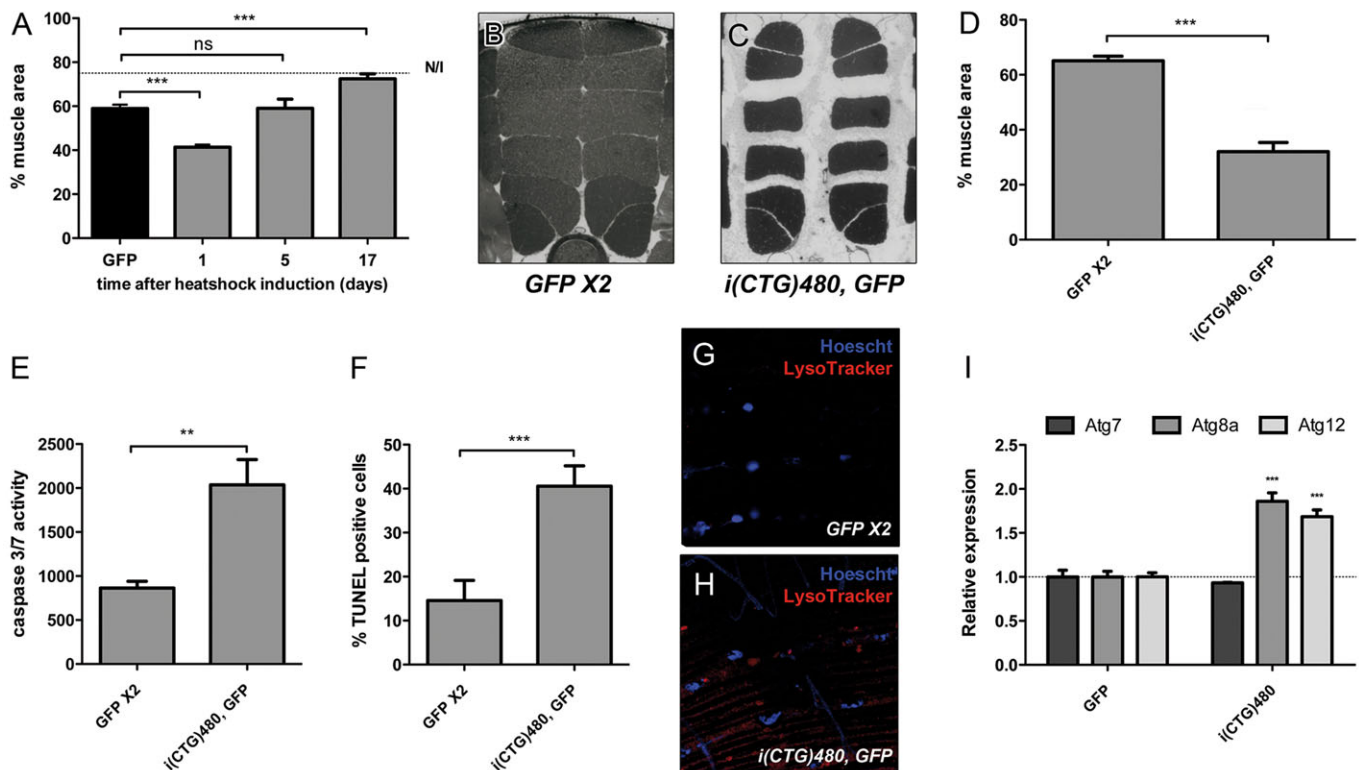 A
% muscle area
100
80
60
40
20
0
***
ns
***
N/I
GFP 1 5 17
time after heatshock induction (days)
B
GFP X2
C
i(CTG)480, GFP
D
% muscle area
80
60
40
20
0
***
GFP X2
i(CTG)480, GFP
E
caspase 3/7 activity
2500
2000
1500
1000
500
0
**
GFP X2
i(CTG)480, GFP
F
% TUNEL positive cells
50
40
30
20
10
0
***
GFP X2
i(CTG)480, GFP
G
Hoescht
LysoTracker
GFP X2
H
Hoescht
LysoTracker
i(CTG)480, GFP
I
Atg7 Atg8a Atg12
Relative expression
2.5
2.0
1.5
1.0
0.5
0.0
***
***
GFP
i(CTG)480